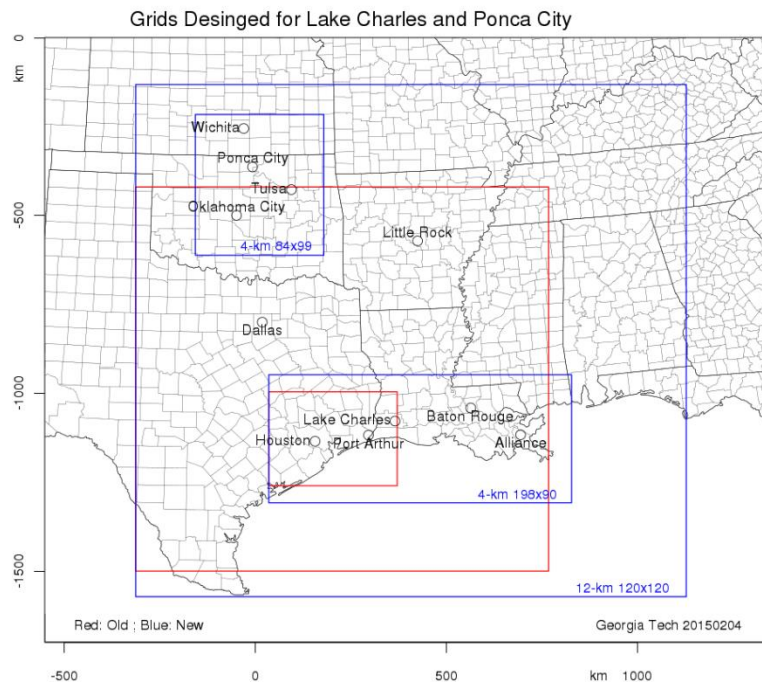 Grids Desinged for Lake Charles and Ponca City
0
km
Wichita
Ponca City
Tulsa
-500
Oklahoma City
Little Rock
4-km 84x99
Dallas
-1000
Lake Charles
Baton Rouge
Houston
Port Arthur
Alliance
4-km 198x90
-1500
12-km 120x120
Red: Old ; Blue: New
Georgia Tech 20150204
-500 0 500 km 1000